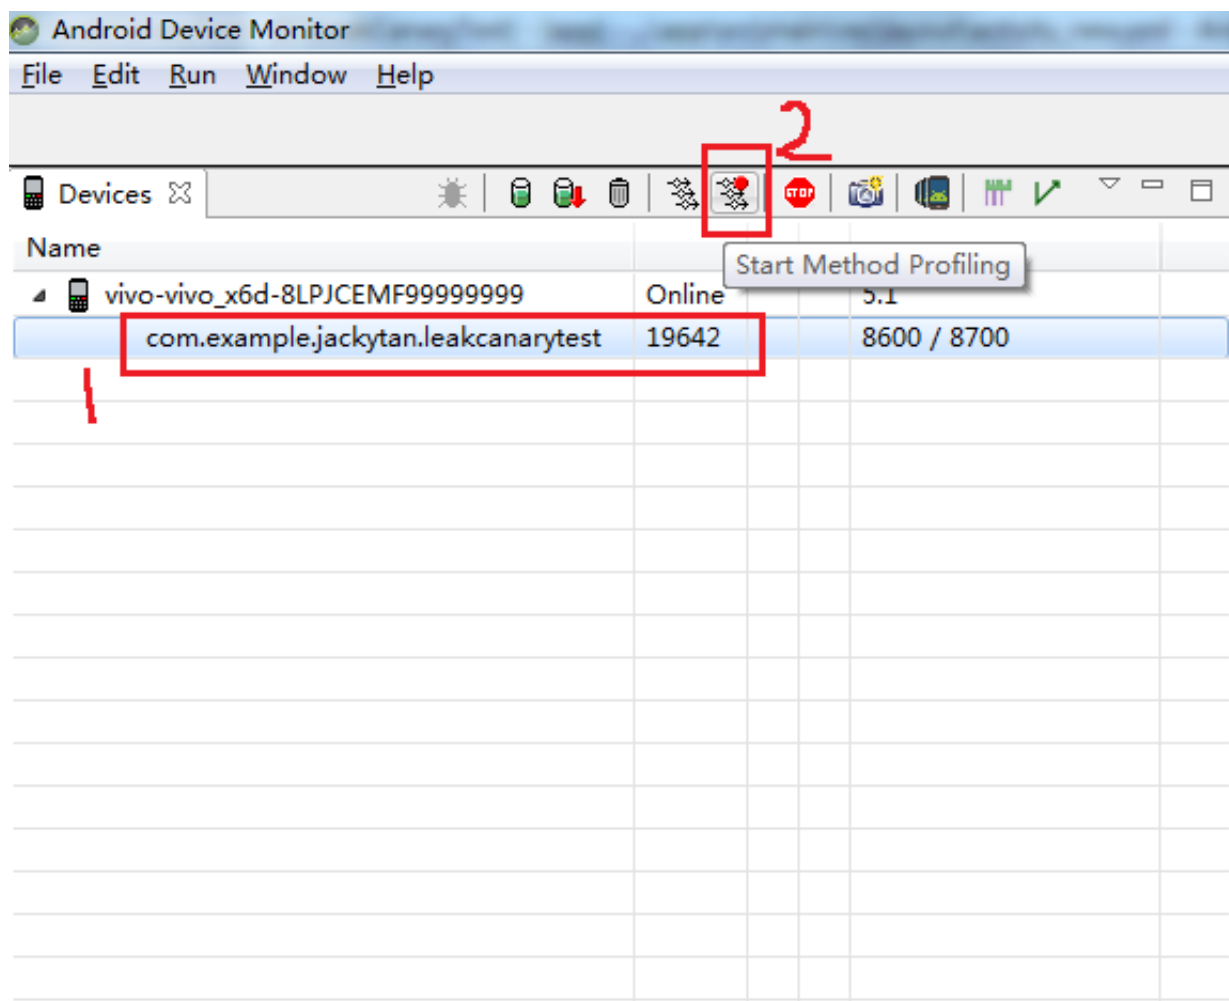 Android Device Monitor
File Edit Run Window Help
2
Devices
STOP
Name
Start Method Profiling
vivo-vivo_x6d-8LPJCEMF99999999 Online 5.1
com.example.jackytan.leakcanarytest 19642 8600 / 8700
1